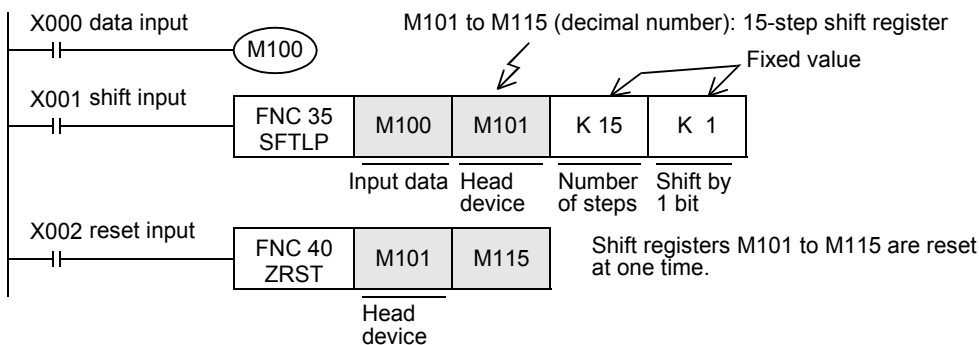 X000 data input
M101 to M115 (decimal number): 15-step shift register
M100
Fixed value
X001 shift input
FNC 35
SFTLP
M100
M101
K 15
K 1
Input data
Head
device
Number
of steps
Shift by
1 bit
X002 reset input
FNC 40
ZRST
M101
M115
Shift registers M101 to M115 are reset
at one time.
Head
device